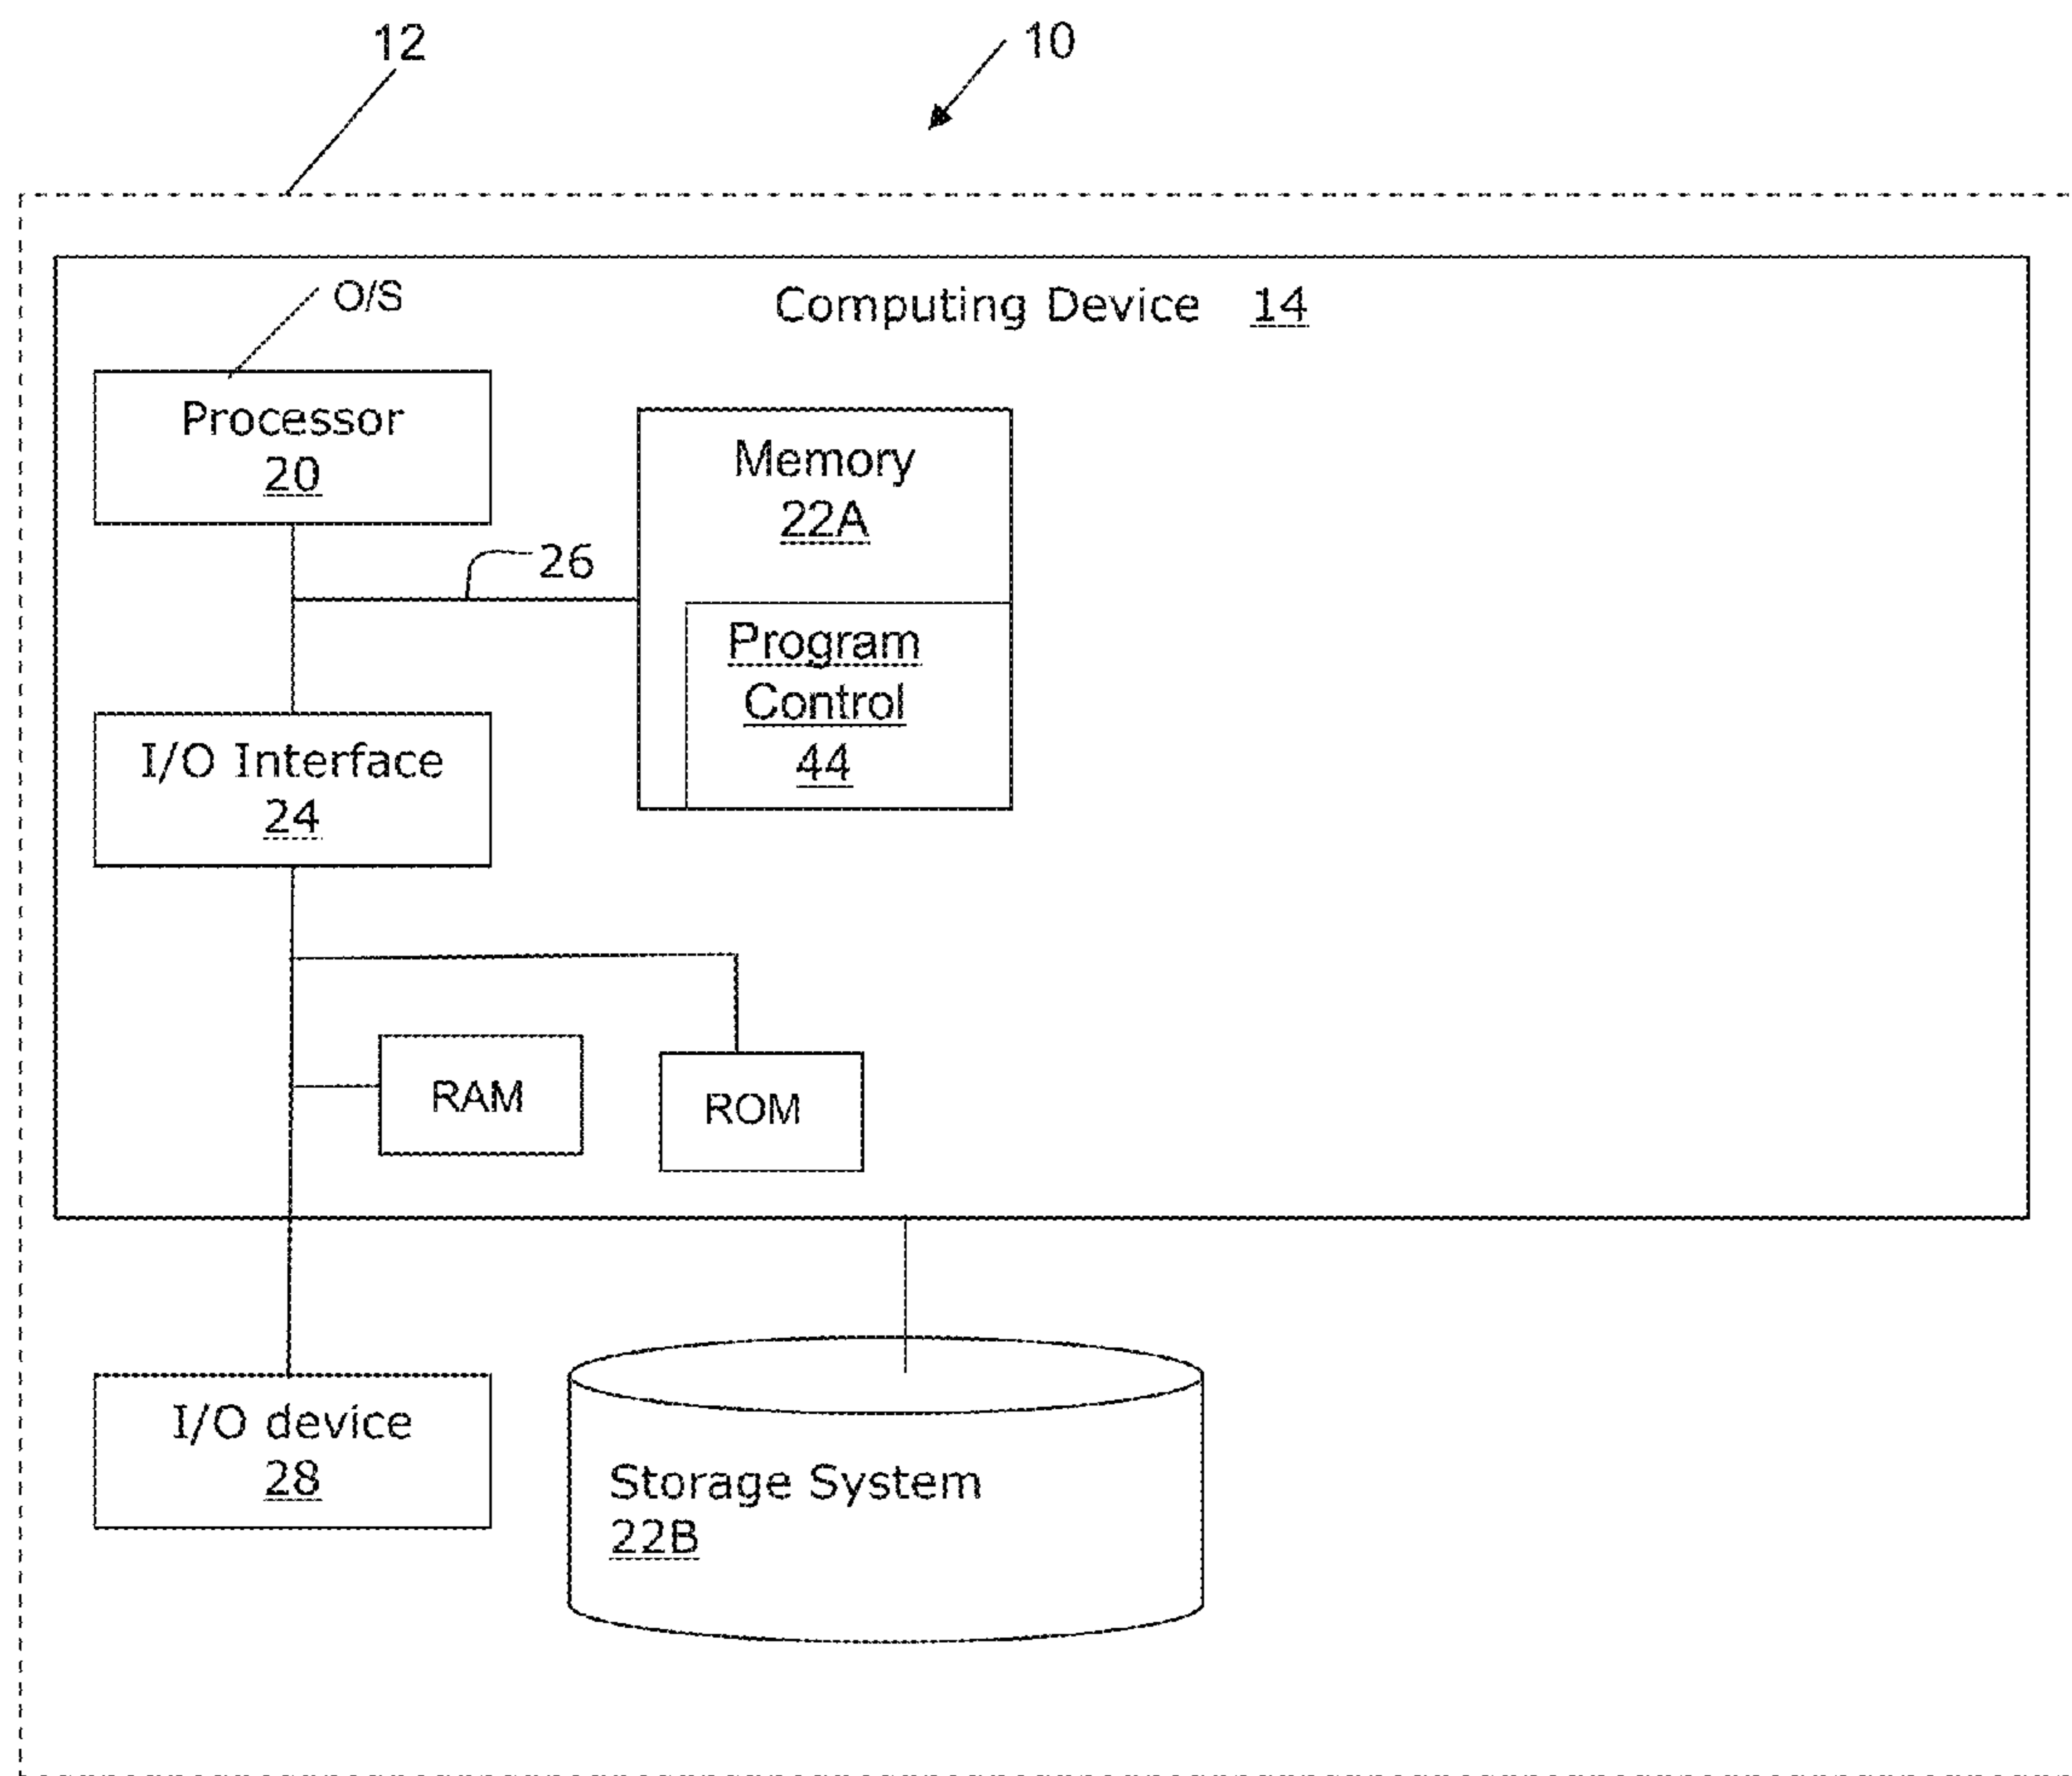 12
10
O/S
Computing Device 14
Processor
20
Memory
22A
26
Program
Control
44
I/O Interface
24
RAM
ROM
I/O device
28
Storage System
22B